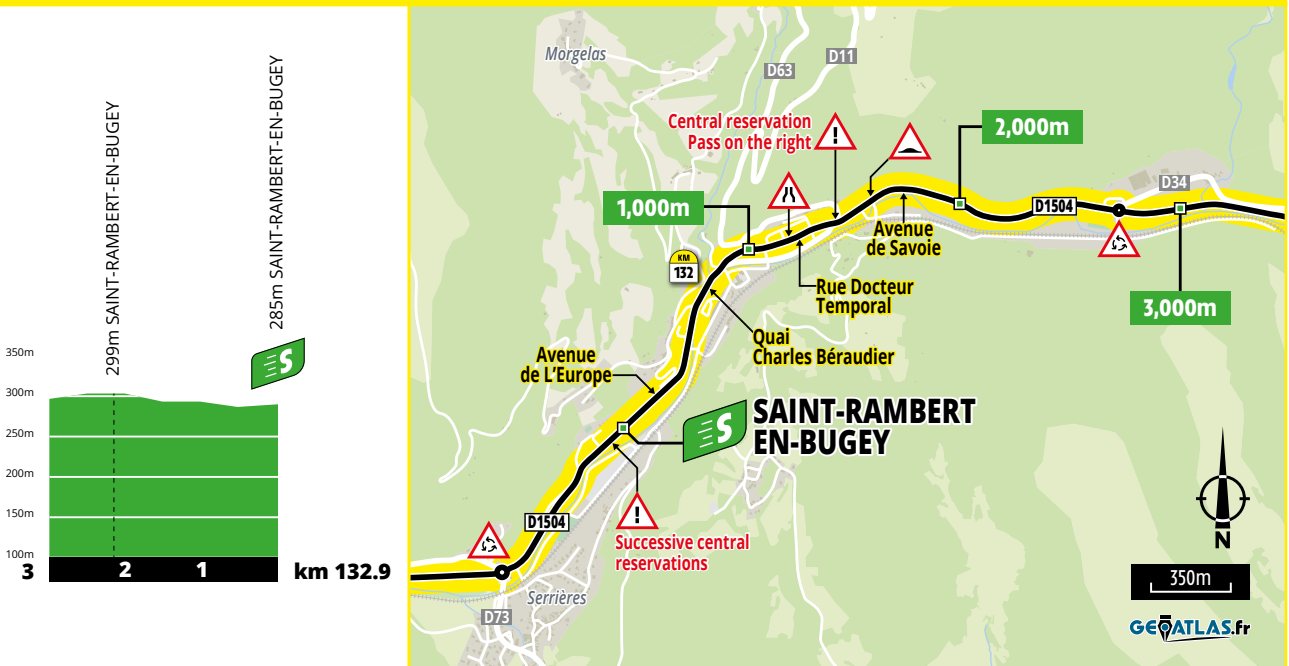 299m SAINT-RAMBERT-EN-BUGEY
285m SAINT-RAMBERT-EN-BUGEY
350m
300m
250m
200m
150m
100m
S
3
2
1
km 132.9
Morgelas
D63
D11
Central reservation
Pass on the right
!
2,000m
1,000m
D34
D1504
Avenue
de Savoie
KM
132
Rue Docteur
Temporal
3,000m
Quai
Charles Béraudier
Avenue
de L'Europe
S
SAINT-RAMBERT
EN-BUGEY
!
D1504
Successive central
reservations
Serrières
D73
N
350m
GEOATLAS.fr